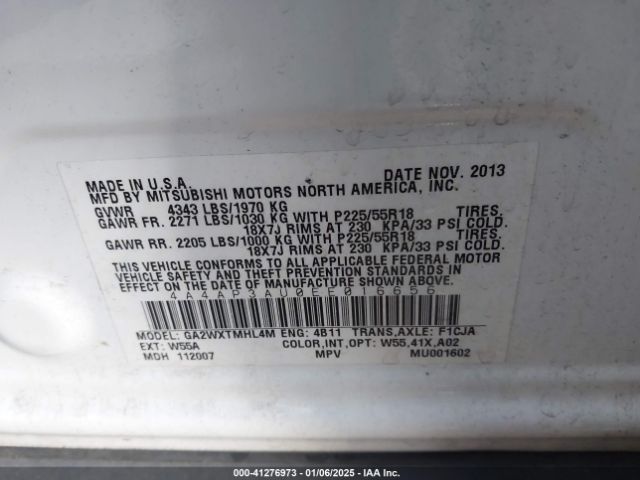 MADE IN U.S.A. DATE NOV. 2013
MFD BY MITSUBISHI MOTORS NORTH AMERICA, INC.
GVWR 4343 LBS/1970 KG
GAWR FR. 2271 LBS/1030 KG WITH P225/55R18 TIRES,
18X7J RIMS AT 230 KPA/33 PSI COLD.
GAWR RR. 2205 LBS/1000 KG WITH P225/55R18 TIRES,
18X7J RIMS AT 230 KPA/33 PSI COLD.
THIS VEHICLE CONFORMS TO ALL APPLICABLE FEDERAL MOTOR
VEHICLE SAFETY, BUMPER, AND THEFT PREVENTION STANDARDS IN
EFFECT ON THE DATE OF MANUFACTURE SHOWN ABOVE.
4A4AP3AU0EE016656
MODEL: GA2WXTMHL4M ENG: 4B11 TRANS,AXLE: F1CJA
EXT: W55A COLOR,INT,OPT: W55,41X,A02
MDH 112007 MPV MU001602
000-41276973 - 01/06/2025 - IAA Inc.